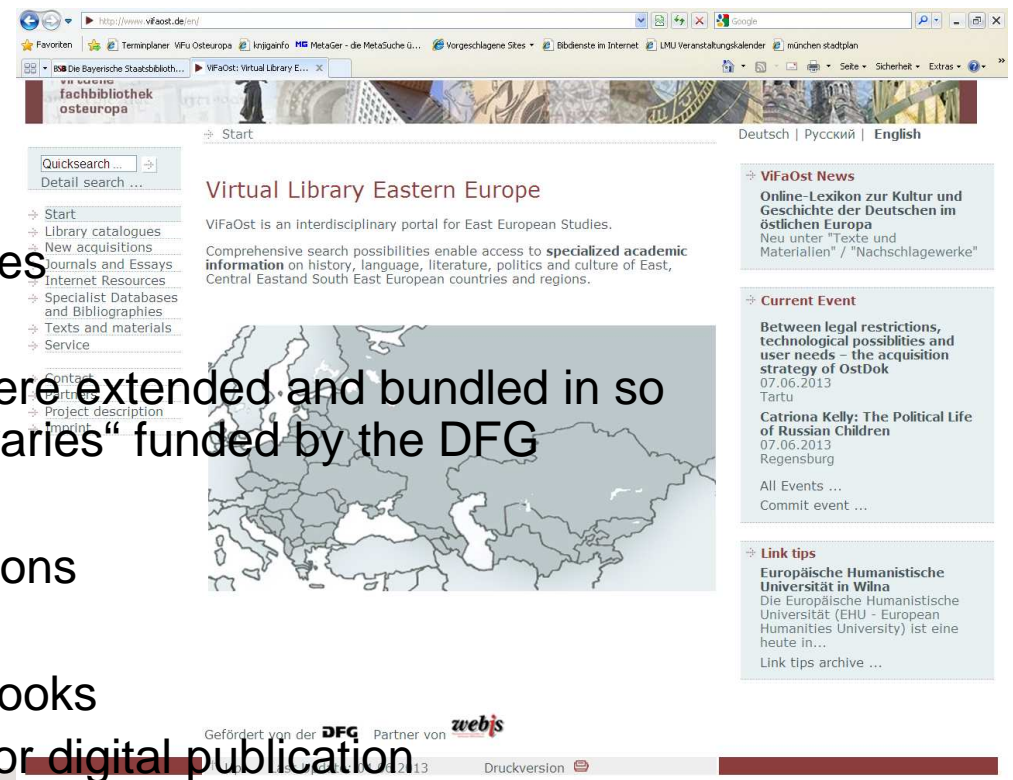 http://www.vifaost.de/en/
Google
Favoriten
Terminplaner ViFu Osteuropa
knjigainfo
MG MetaGer - die MetaSuche ü...
Vorgeschlagene Sites
Bibdienste im Internet
LMU Veranstaltungskalender
münchen stadtplan
BSB Die Bayerische Staatsbiblioth...
ViFaOst: Virtual Library E...
Seite
Sicherheit
Extras
virtuelle
fachbibliothek
osteuropa
Start
Deutsch | Русский | English
Quicksearch ...
Detail search ...
Start
Library catalogues
New acquisitions
Journals and Essays
Internet Resources
Specialist Databases
and Bibliographies
Texts and materials
Service
Contact
Partners
Project description
Imprint
Virtual Library Eastern Europe
ViFaOst is an interdisciplinary portal for East European Studies.
Comprehensive search possibilities enable access to specialized academic
information on history, language, literature, politics and culture of East,
Central Eastand South East European countries and regions.
ViFaOst News
Online-Lexikon zur Kultur und
Geschichte der Deutschen im
östlichen Europa
Neu unter "Texte und
Materialien" / "Nachschlagewerke"
Current Event
Between legal restrictions,
technological possiblities and
user needs – the acquisition
strategy of OstDok
07.06.2013
Tartu
Catriona Kelly: The Political Life
of Russian Children
07.06.2013
Regensburg
All Events ...
Commit event ...
Link tips
Europäische Humanistische
Universität in Wilna
Die Europäische Humanistische
Universität (EHU - European
Humanities University) ist eine
heute in...
Link tips archive ...
es
ere extended and bundled in so
aries“ funded by the DFG
ons
ooks
or digital publication
Gefördert von der DFG Partner von webis
Last Update: 04.06.2013
Druckversion